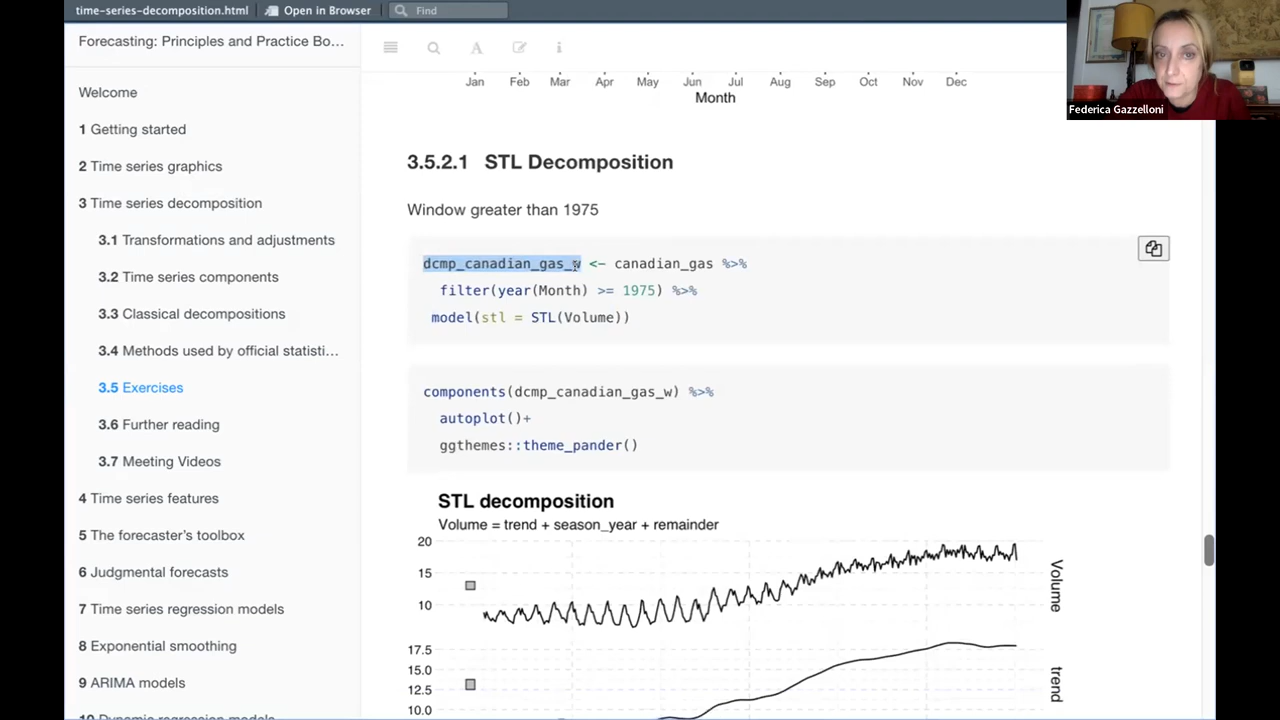 time-series-decomposition.html
Open in Browser
Find
Federica Gazzelloni
Forecasting: Principles and Practice Bo...
Welcome
1 Getting started
2 Time series graphics
3 Time series decomposition
3.1 Transformations and adjustments
3.2 Time series components
3.3 Classical decompositions
3.4 Methods used by official statisti...
3.5 Exercises
3.6 Further reading
3.7 Meeting Videos
4 Time series features
5 The forecaster's toolbox
6 Judgmental forecasts
7 Time series regression models
8 Exponential smoothing
9 ARIMA models
10 Dynamic regression models
A
i
Jan Feb Mar Apr May Jun Jul Aug Sep Oct Nov Dec
Month
3.5.2.1 STL Decomposition
Window greater than 1975
dcmp_canadian_gas_w <- canadian_gas %>%
filter(year(Month) >= 1975) %>%
model(stl = STL(Volume))
components(dcmp_canadian_gas_w) %>%
autoplot()+
ggthemes::theme_pander()
STL decomposition
Volume = trend + season_year + remainder
20
15
10
Volume
17.5
15.0
12.5
10.0
trend